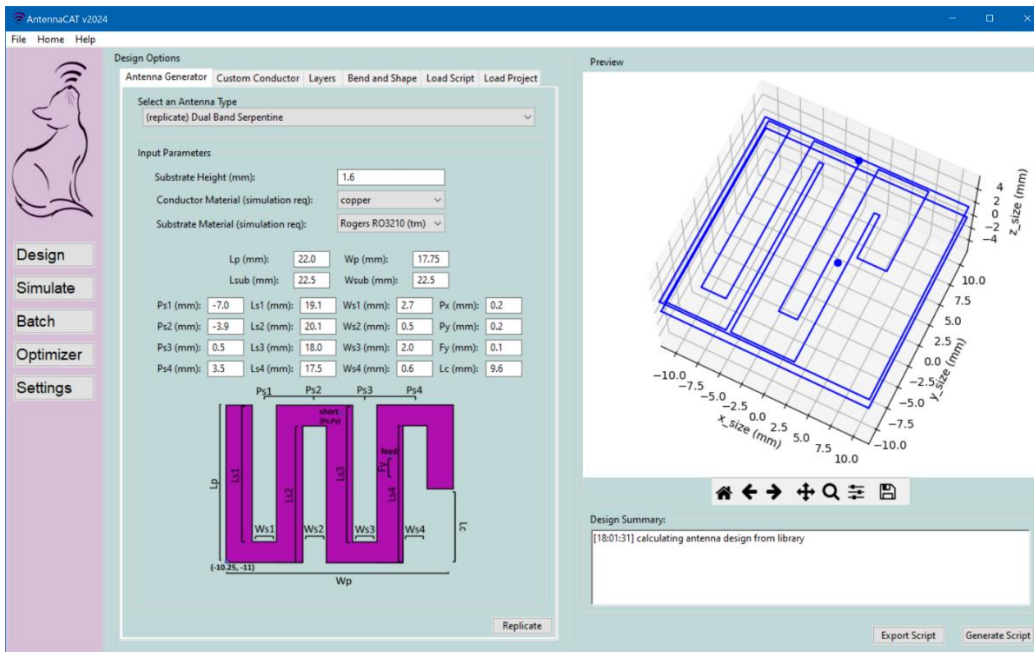 AntennaCAT v2024
File Home Help
Design
Simulate
Batch
Optimizer
Settings
Design Options
Antenna Generator Custom Conductor Layers Bend and Shape Load Script Load Project
Select an Antenna Type
(replicate) Dual Band Serpentine
Input Parameters
Substrate Height (mm): 1.6
Conductor Material (simulation req): copper
Substrate Material (simulation req): Rogers RO3210 (tm)
Lp (mm): 22.0 Wp (mm): 17.75
Lsub (mm): 22.5 Wsub (mm): 22.5
Ps1 (mm): -7.0 Ls1 (mm): 19.1 Ws1 (mm): 2.7 Px (mm): 0.2
Ps2 (mm): -3.9 Ls2 (mm): 20.1 Ws2 (mm): 0.5 Py (mm): 0.2
Ps3 (mm): 0.5 Ls3 (mm): 18.0 Ws3 (mm): 2.0 Fy (mm): 0.1
Ps4 (mm): 3.5 Ls4 (mm): 17.5 Ws4 (mm): 0.6 Lc (mm): 9.6
Ps1 Ps2 Ps3 Ps4
short
(Px,Py)
feed
Fy
Lp Ls1 Ls2 Ls3 Ls4 Lc
Ws1 Ws2 Ws3 Ws4
(-10.25, -11)
Wp
Replicate
Preview
4
2
0
-2
-4
z_size (mm)
10.0
7.5
5.0
2.5
0.0
-2.5
-5.0
-7.5
-10.0
y_size (mm)
-10.0
-7.5
-5.0
-2.5
0.0
2.5
5.0
7.5
10.0
x_size (mm)
Design Summary:
[18:01:31] calculating antenna design from library
Export Script Generate Script